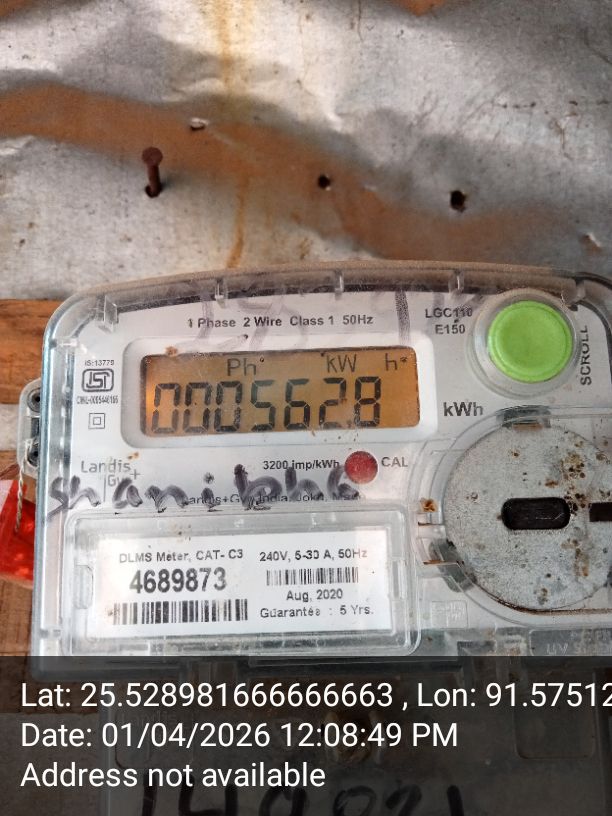 1 Phase 2 Wire Class 1 50Hz
LGC110
E150
SCROLL
IS:13779
Ph kW h
0005628
kWh
3200 imp/kWh
CAL
Landis
Gyr+
shanibha
DLMS Meter, CAT- C3
4689873
240V, 5-30 A, 50Hz
Aug, 2020
Guarantee : 5 Yrs.
Lat: 25.528981666666663 , Lon: 91.57512
Date: 01/04/2026 12:08:49 PM
Address not available